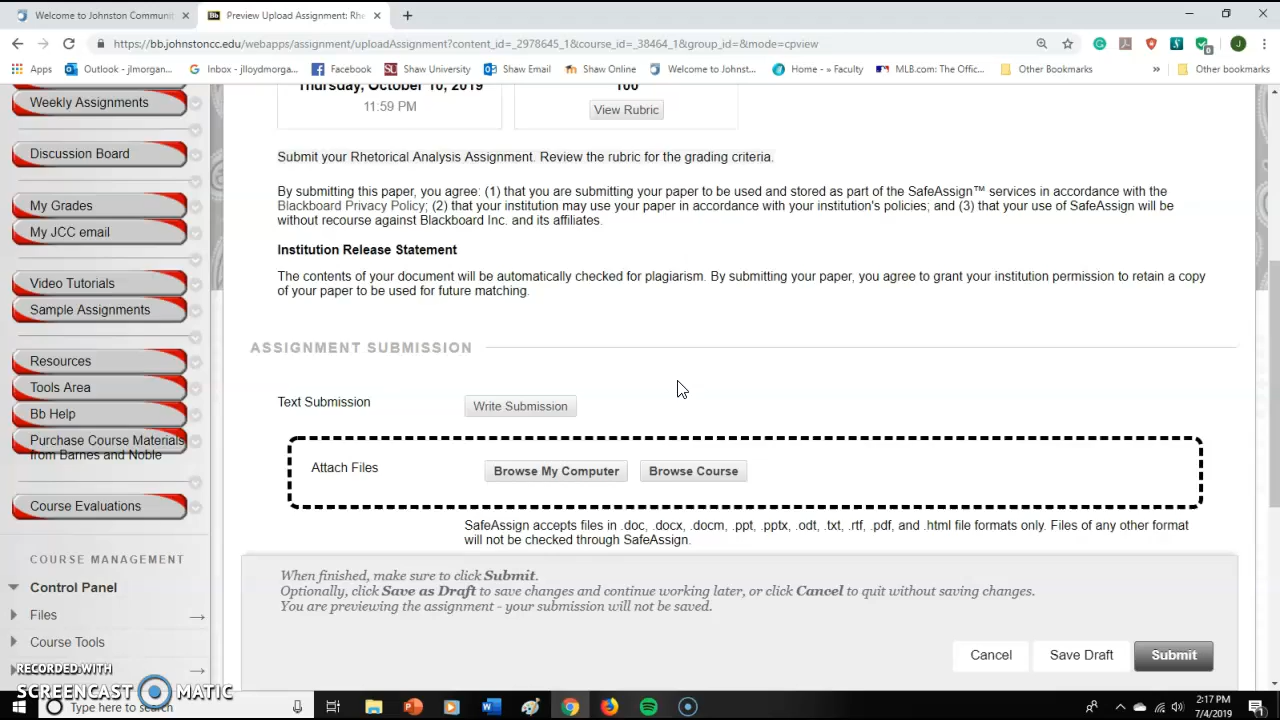 Welcome to Johnston Communi
Preview Upload Assignment: Rhe
https://bb.johnstoncc.edu/webapps/assignment/uploadAssignment?content_id=_2978645_1&course_id=_38464_1&group_id=&mode=cpview
Apps
Outlook - jlmorgan...
Inbox - jlloydmorga...
Facebook
Shaw University
Shaw Email
Shaw Online
Welcome to Johnst...
Home - » Faculty
MLB.com: The Offic...
Other Bookmarks
»
Other bookmarks
Weekly Assignments
Discussion Board
My Grades
My JCC email
Video Tutorials
Sample Assignments
Resources
Tools Area
Bb Help
Purchase Course Materials
from Barnes and Noble
Course Evaluations
COURSE MANAGEMENT
Control Panel
Files
Course Tools
RECORDED WITH
SCREENCAST MATIC
Thursday, October 10, 2019
11:59 PM
100
View Rubric
Submit your Rhetorical Analysis Assignment. Review the rubric for the grading criteria.
By submitting this paper, you agree: (1) that you are submitting your paper to be used and stored as part of the SafeAssign™ services in accordance with the
Blackboard Privacy Policy; (2) that your institution may use your paper in accordance with your institution's policies; and (3) that your use of SafeAssign will be
without recourse against Blackboard Inc. and its affiliates.
Institution Release Statement
The contents of your document will be automatically checked for plagiarism. By submitting your paper, you agree to grant your institution permission to retain a copy
of your paper to be used for future matching.
ASSIGNMENT SUBMISSION
Text Submission
Write Submission
Attach Files
Browse My Computer
Browse Course
SafeAssign accepts files in .doc, .docx, .docm, .ppt, .pptx, .odt, .txt, .rtf, .pdf, and .html file formats only. Files of any other format
will not be checked through SafeAssign.
When finished, make sure to click Submit.
Optionally, click Save as Draft to save changes and continue working later, or click Cancel to quit without saving changes.
You are previewing the assignment - your submission will not be saved.
Cancel
Save Draft
Submit
Type here to search
2:17 PM
7/4/2019